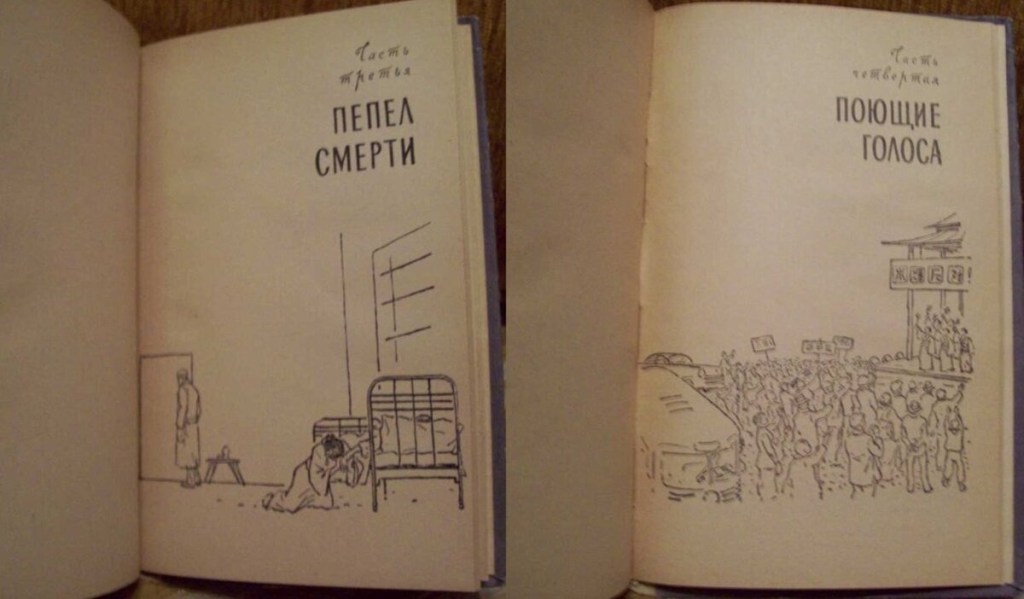 Часть
третья
ПЕПЕЛ
СМЕРТИ
Часть
четвертая
ПОЮЩИЕ
ГОЛОСА